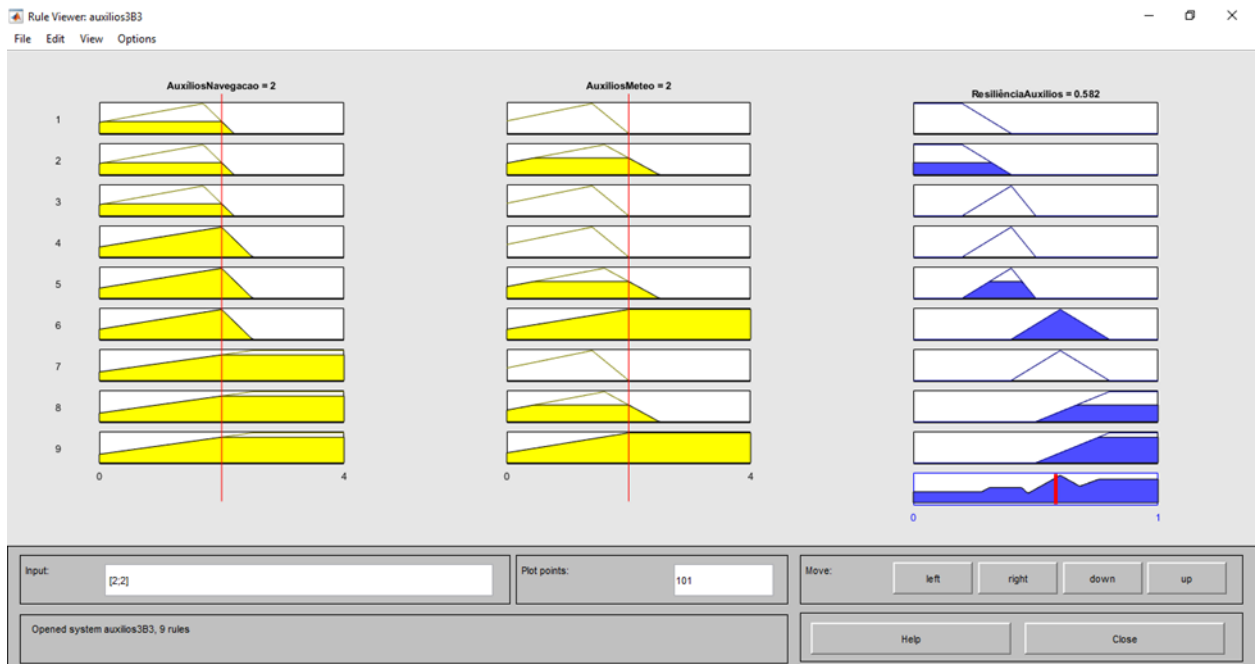 Rule Viewer: auxilios3B3
File Edit View Options
AuxíliosNavegacao = 2
AuxiliosMeteo = 2
ResiliênciaAuxilios = 0.582
1
2
3
4
5
6
7
8
9
0 4
0 4
0 1
Input:
[2;2]
Plot points:
101
Move:
left right down up
Opened system auxilios3B3, 9 rules
Help Close